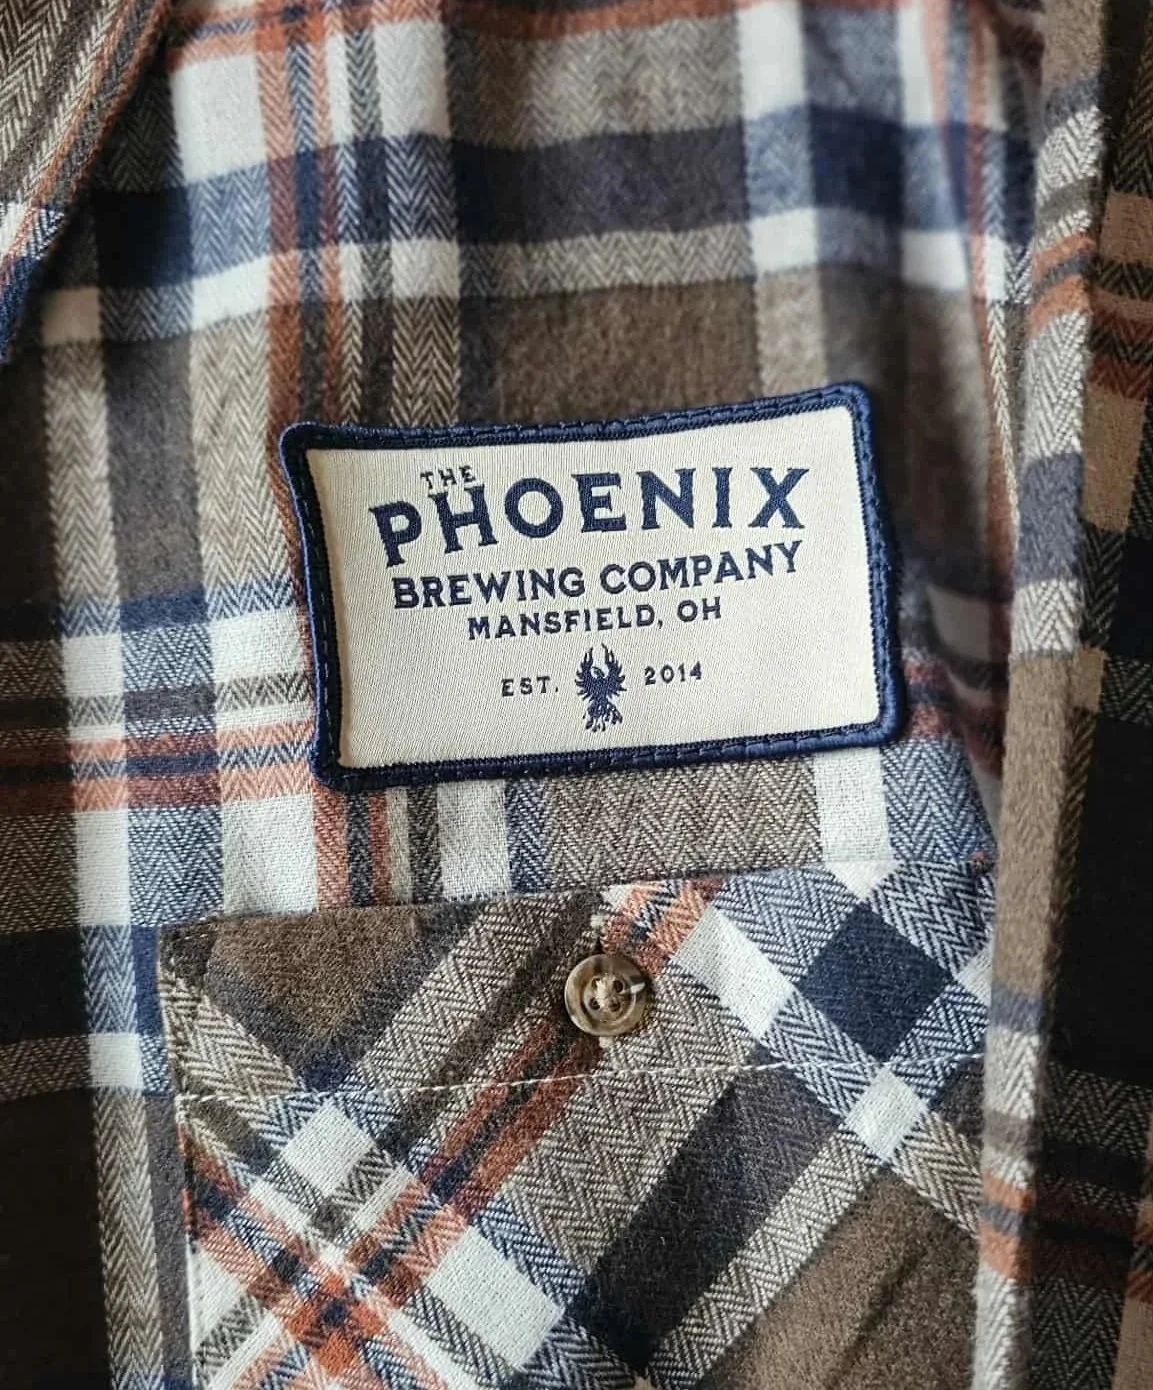 THE
PHOENIX
BREWING COMPANY
MANSFIELD, OH
EST. 2014